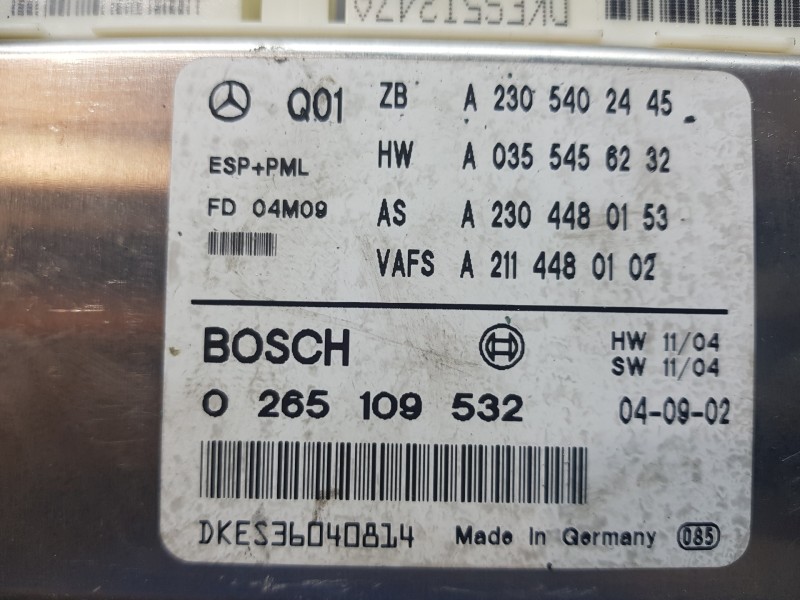 DKES512470
Q01 ZB A 230 540 24 45
ESP+PML HW A 035 545 62 32
FD 04M09 AS A 230 448 01 53
VAFS A 211 448 01 02
BOSCH HW 11/04
SW 11/04
0 265 109 532 04-09-02
DKES36040814 Made In Germany 085